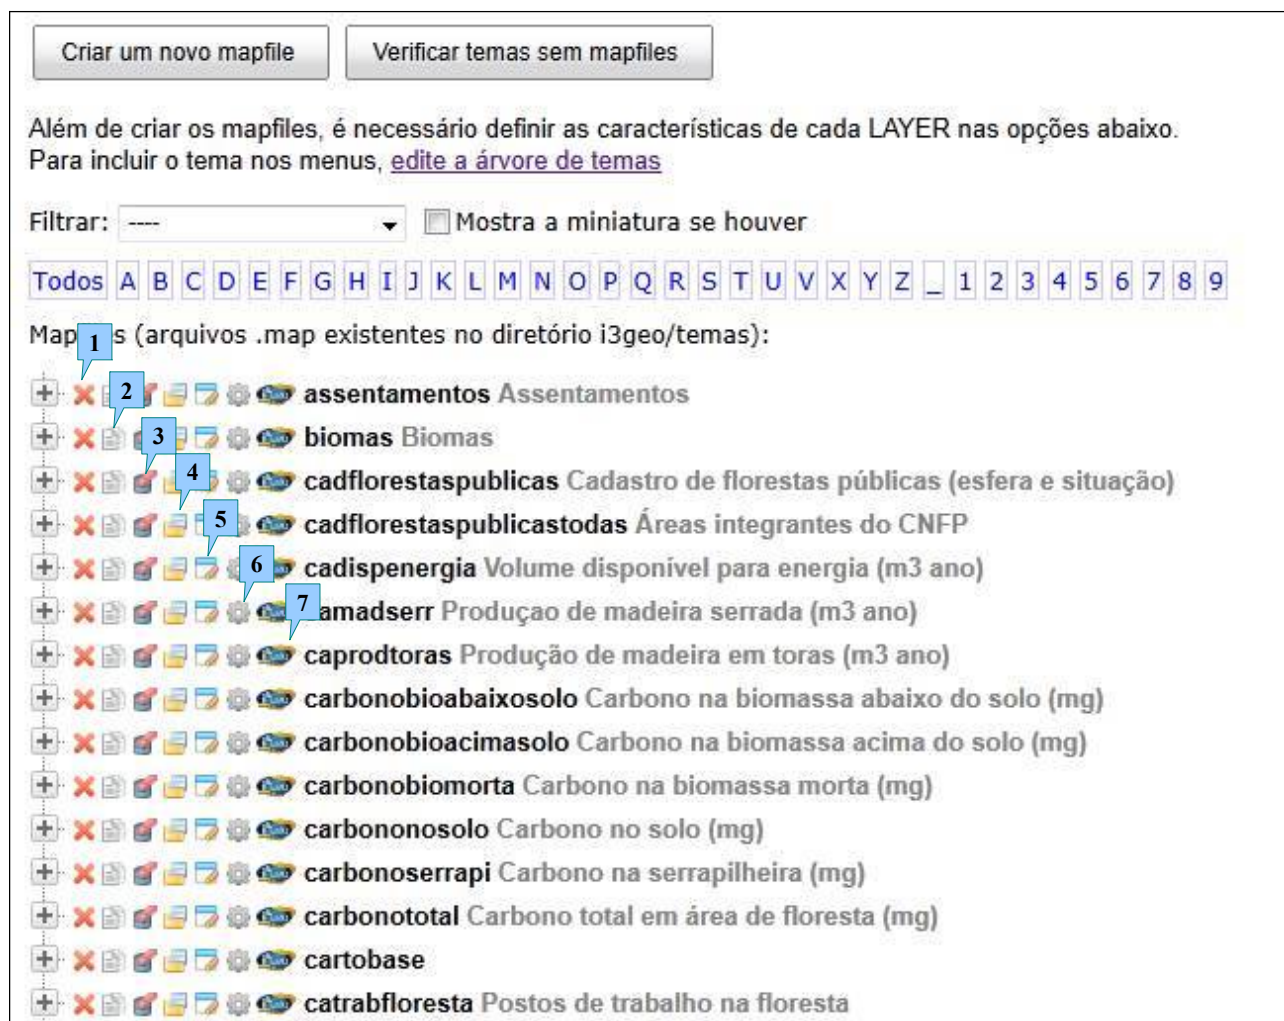 Criar um novo mapfile Verificar temas sem mapfiles
Além de criar os mapfiles, é necessário definir as características de cada LAYER nas opções abaixo.
Para incluir o tema nos menus, edite a árvore de temas
Filtrar: ---- Mostra a miniatura se houver
Todos A B C D E F G H I J K L M N O P Q R S T U V X Y Z _ 1 2 3 4 5 6 7 8 9
(arquivos .map existentes no diretório i3geo/temas):
1
assentamentos Assentamentos
2
biomas Biomas
3
cadflorestaspublicas Cadastro de florestas públicas (esfera e situação)
4
cadflorestaspublicastodas Áreas integrantes do CNFP
5
cadispenergia Volume disponível para energia (m3 ano)
6
7
Produçao de madeira serrada (m3 ano)
caprodtoras Produção de madeira em toras (m3 ano)
carbonobioabaixosolo Carbono na biomassa abaixo do solo (mg)
carbonobioacimasolo Carbono na biomassa acima do solo (mg)
carbonobiomorta Carbono na biomassa morta (mg)
carbononosolo Carbono no solo (mg)
carbonoserrapi Carbono na serrapilheira (mg)
carbonototal Carbono total em área de floresta (mg)
cartobase
catrabfloresta Postos de trabalho na floresta